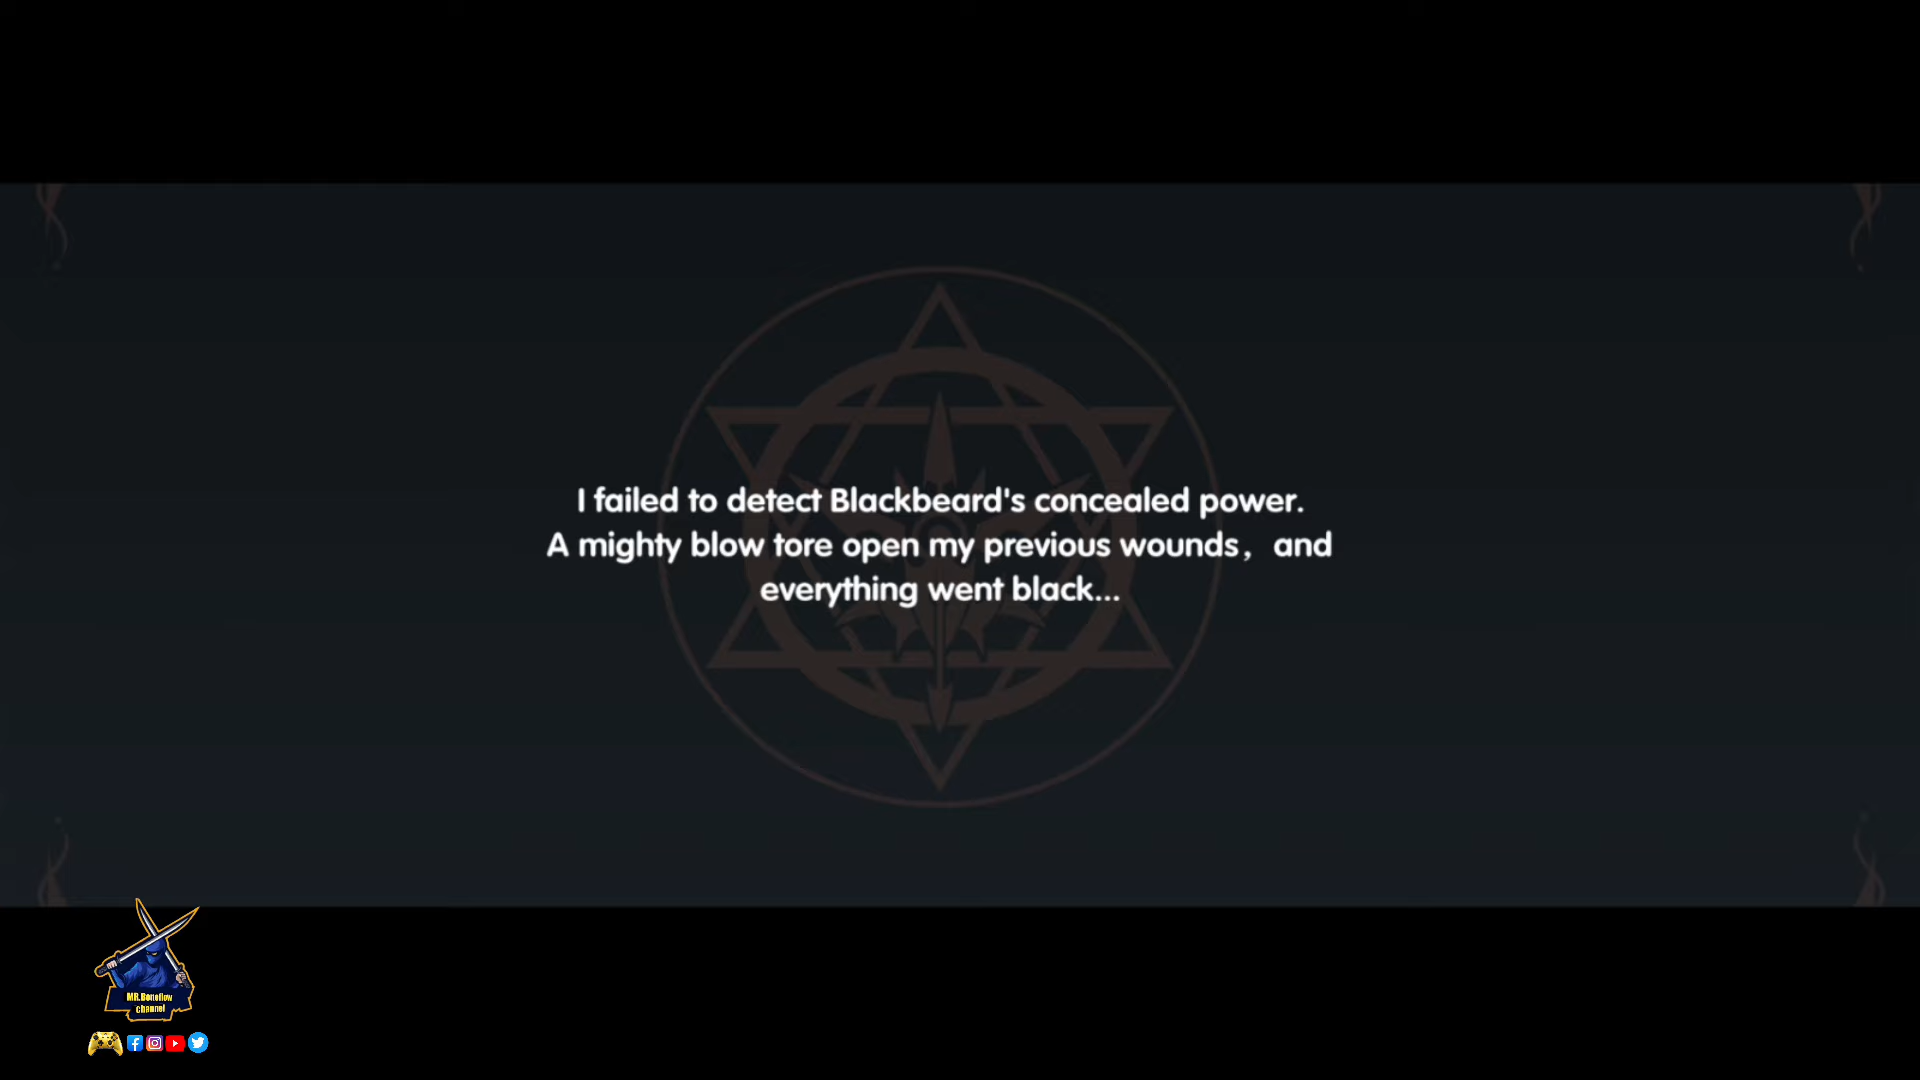 I failed to detect Blackbeard's concealed power.
A mighty blow tore open my previous wounds，and
everything went black...
MR.Beneflow
channel